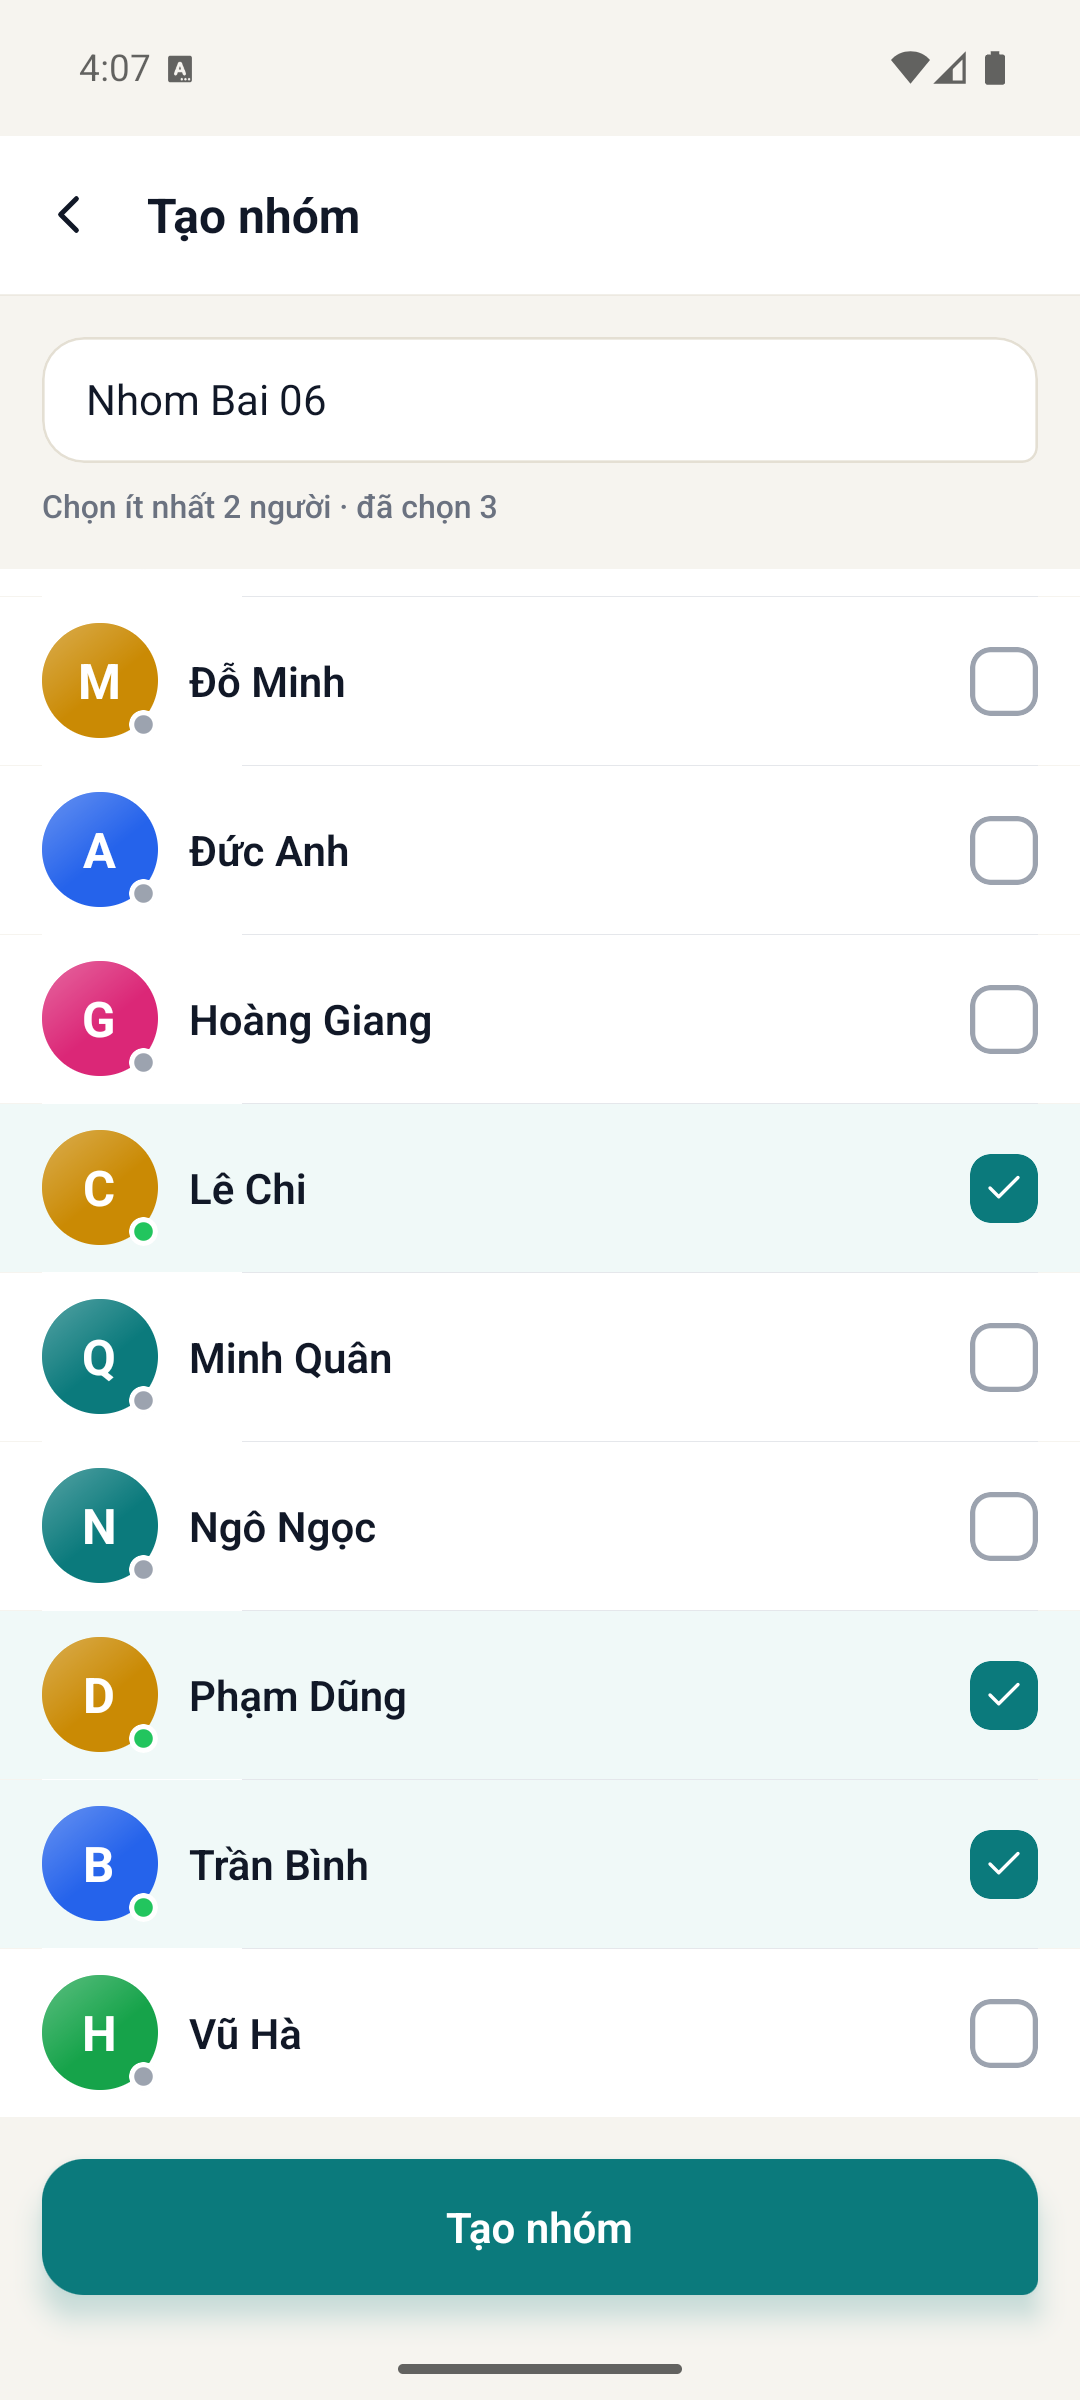 4:07
Tạo nhóm
Nhom Bai 06
Chọn ít nhất 2 người · đã chọn 3
M Đỗ Minh
A Đức Anh
G Hoàng Giang
C Lê Chi
Q Minh Quân
N Ngô Ngọc
D Phạm Dũng
B Trần Bình
H Vũ Hà
Tạo nhóm